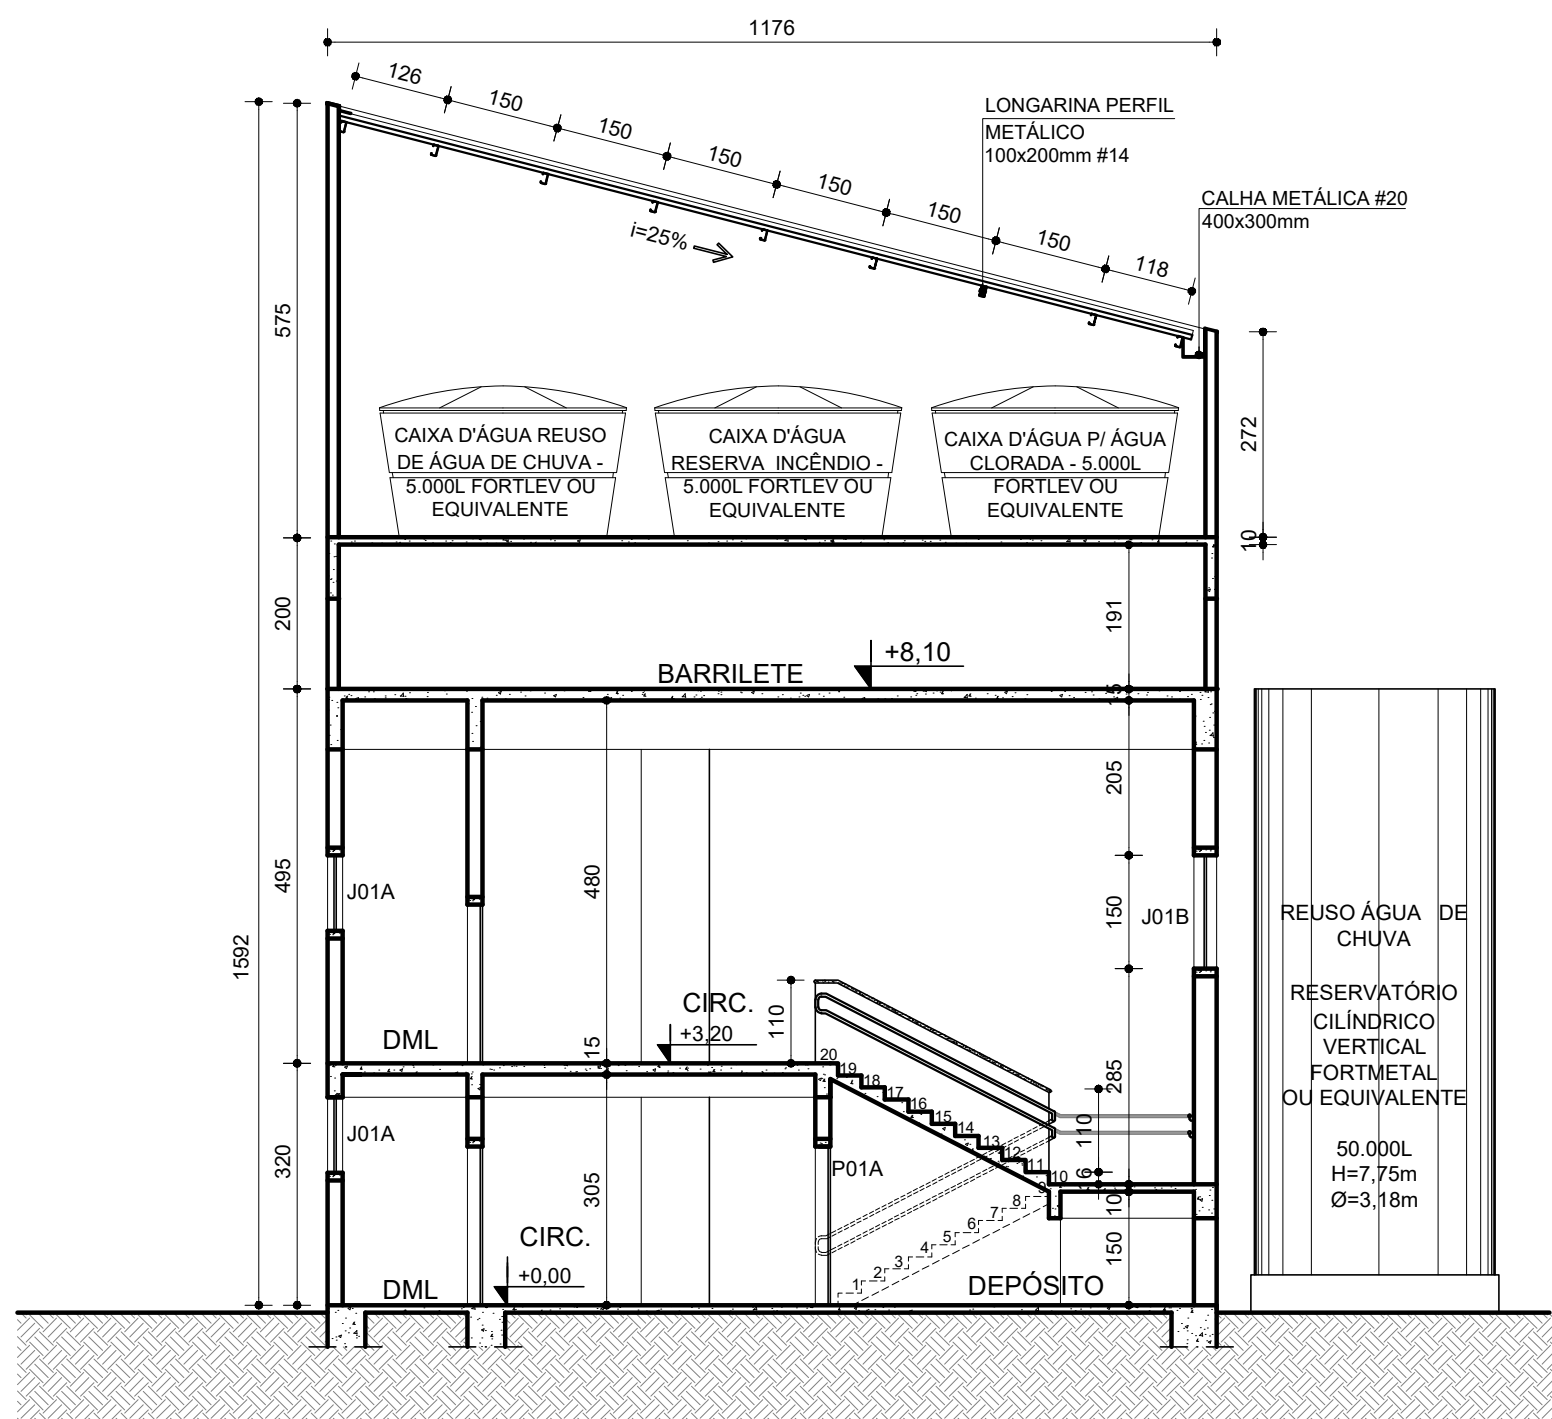 1176
126
150
150
150
150
150
150
118
LONGARINA PERFIL
METÁLICO
100x200mm #14
CALHA METÁLICA #20
400x300mm
i=25%
575
272
10
CAIXA D'ÁGUA REUSO
DE ÁGUA DE CHUVA -
5.000L FORTLEV OU
EQUIVALENTE
CAIXA D'ÁGUA
RESERVA INCÊNDIO -
5.000L FORTLEV OU
EQUIVALENTE
CAIXA D'ÁGUA P/ ÁGUA
CLORADA - 5.000L
FORTLEV OU
EQUIVALENTE
200
191
BARRILETE
+8,10
15
205
495
480
J01A
150
J01B
1592
CIRC.
+3,20
110
DML
15
285
20
19
18
17
16
15
14
13
12
11
10
9
110
6
10
J01A
P01A
320
305
8
7
6
5
4
3
2
1
150
CIRC.
+0,00
DML
DEPÓSITO
REUSO ÁGUA DE
CHUVA
RESERVATÓRIO
CILÍNDRICO
VERTICAL
FORTMETAL
OU EQUIVALENTE
50.000L
H=7,75m
Ø=3,18m